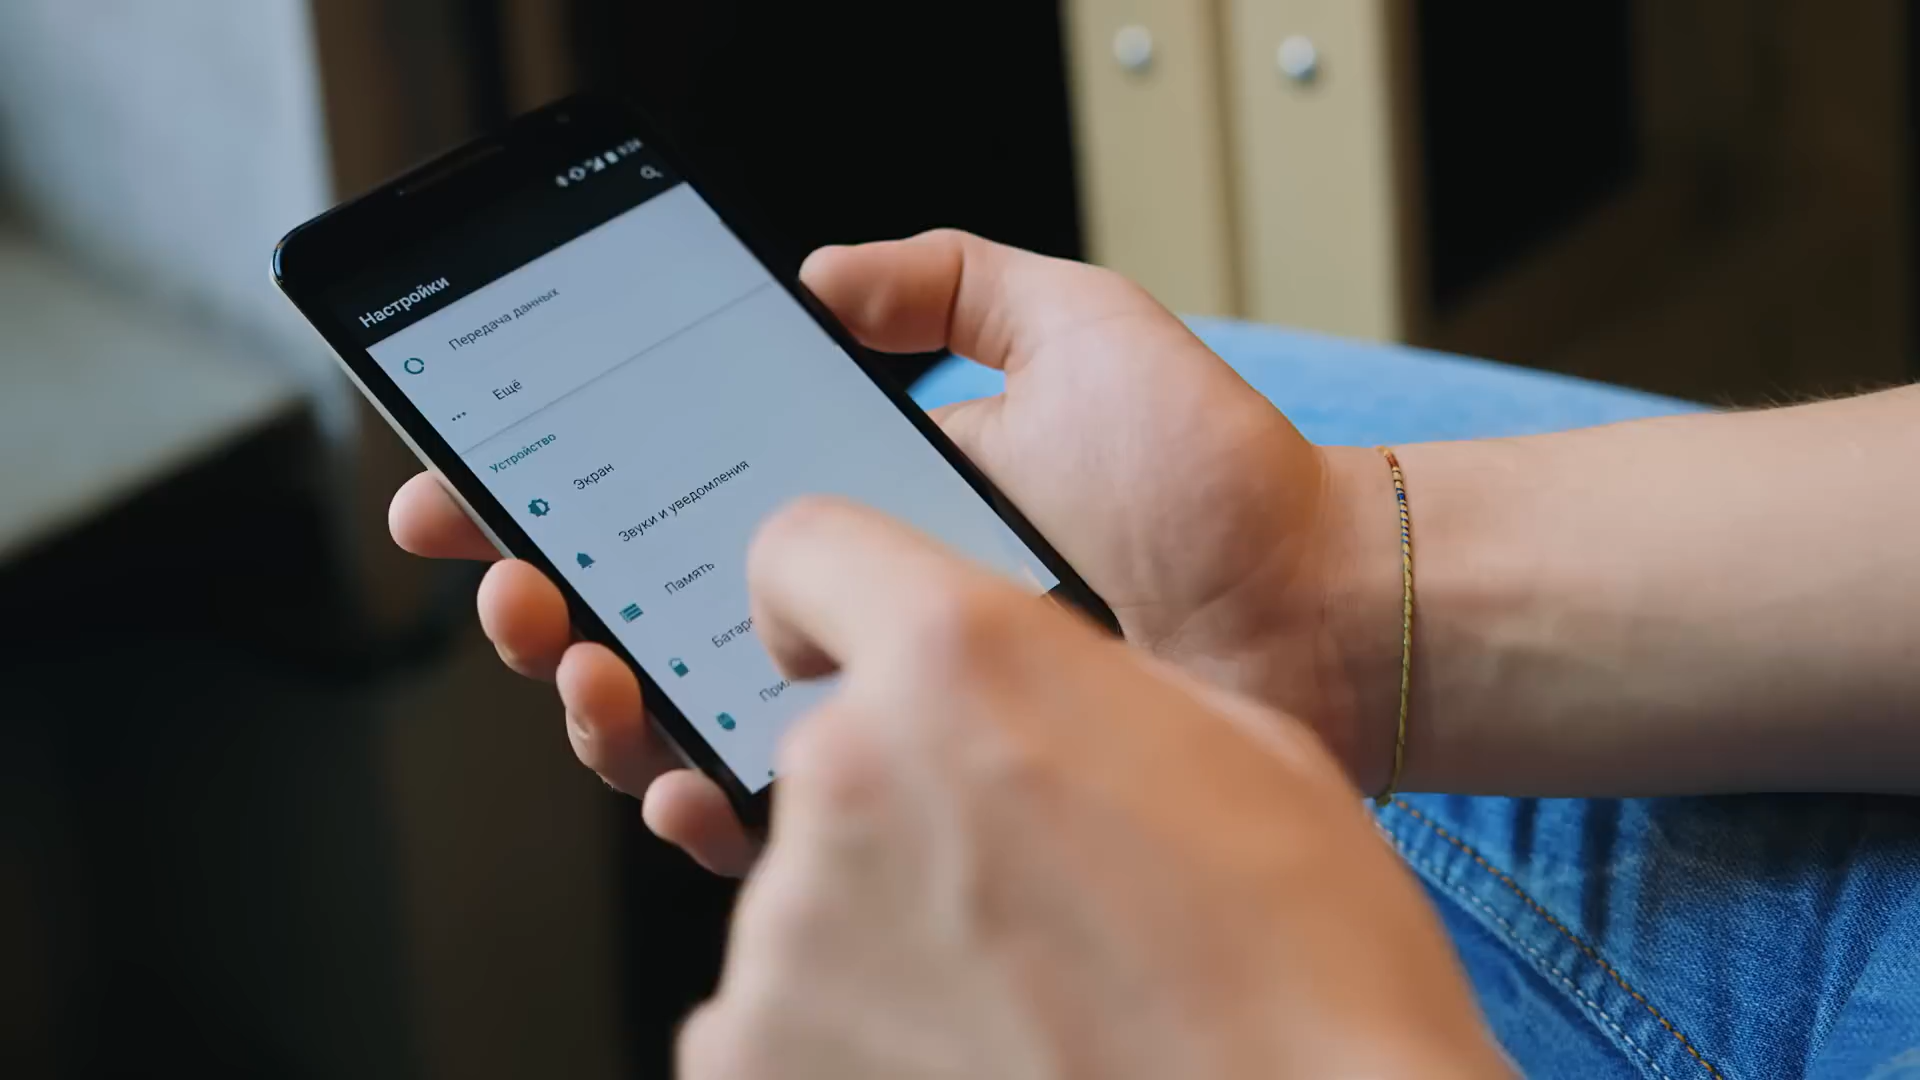 Настройки
Передача данных
Ещё
Устройство
Экран
Звуки и уведомления
Память